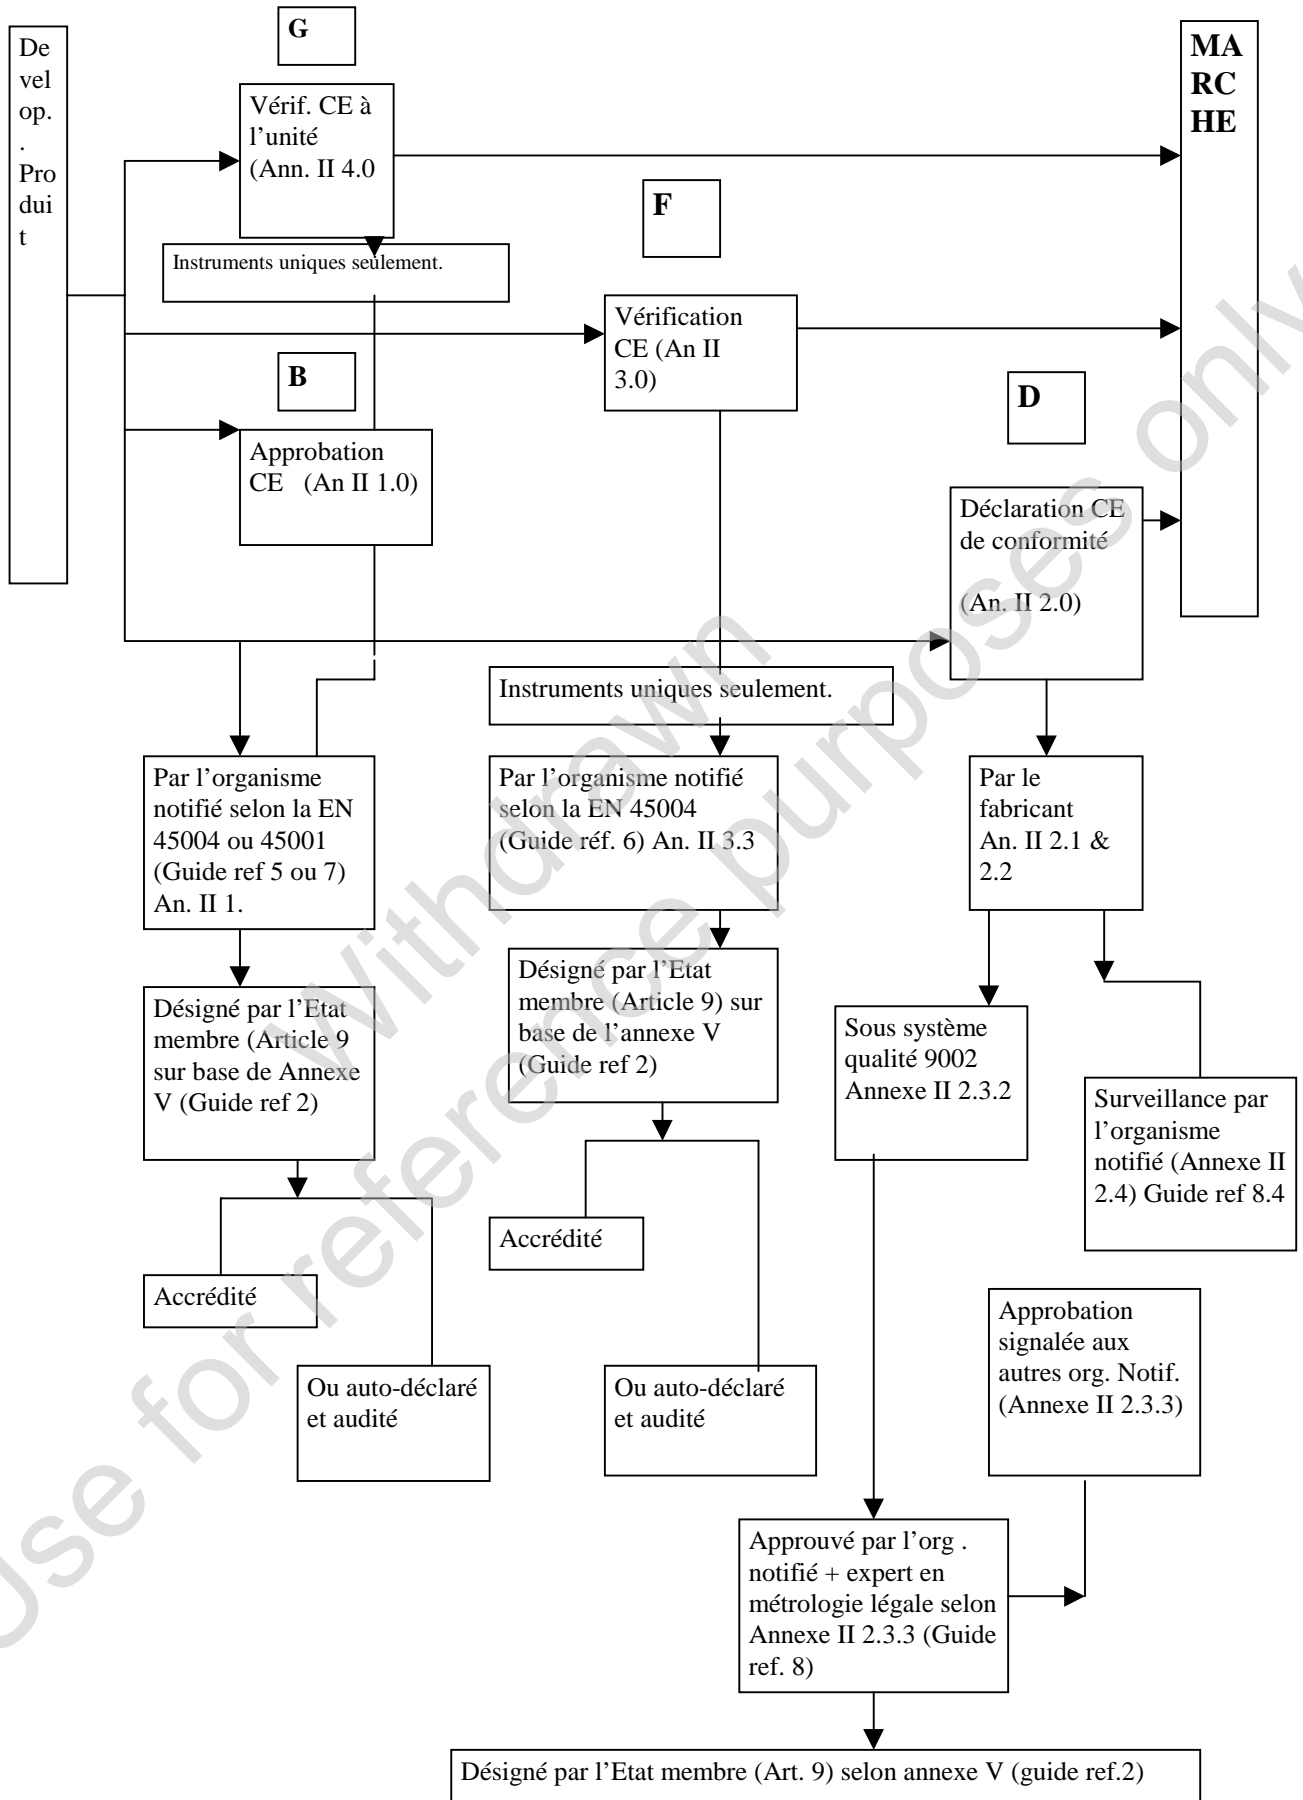 De
vel
op.
.
Pro
dui
t
G
Vérif. CE à
l’unité
(Ann. II 4.0
Instruments uniques seulement.
MA
RC
HE
F
Vérification
CE (An II
3.0)
B
Approbation
CE (An II 1.0)
D
Déclaration CE
de conformité
(An. II 2.0)
Instruments uniques seulement.
Par l’organisme
notifié selon la EN
45004 ou 45001
(Guide ref 5 ou 7)
An. II 1.
Par l’organisme notifié
selon la EN 45004
(Guide réf. 6) An. II 3.3
Par le
fabricant
An. II 2.1 &
2.2
Désigné par l’Etat
membre (Article 9
sur base de Annexe
V (Guide ref 2)
Désigné par l’Etat
membre (Article 9) sur
base de l’annexe V
(Guide ref 2)
Sous système
qualité 9002
Annexe II 2.3.2
Surveillance par
l’organisme
notifié (Annexe II
2.4) Guide ref 8.4
Accrédité
Ou auto-déclaré
et audité
Accrédité
Ou auto-déclaré
et audité
Approbation
signalée aux
autres org. Notif.
(Annexe II 2.3.3)
Approuvé par l’org .
notifié + expert en
métrologie légale selon
Annexe II 2.3.3 (Guide
ref. 8)
Désigné par l’Etat membre (Art. 9) selon annexe V (guide ref.2)
Withdrawn
Use for reference purposes only